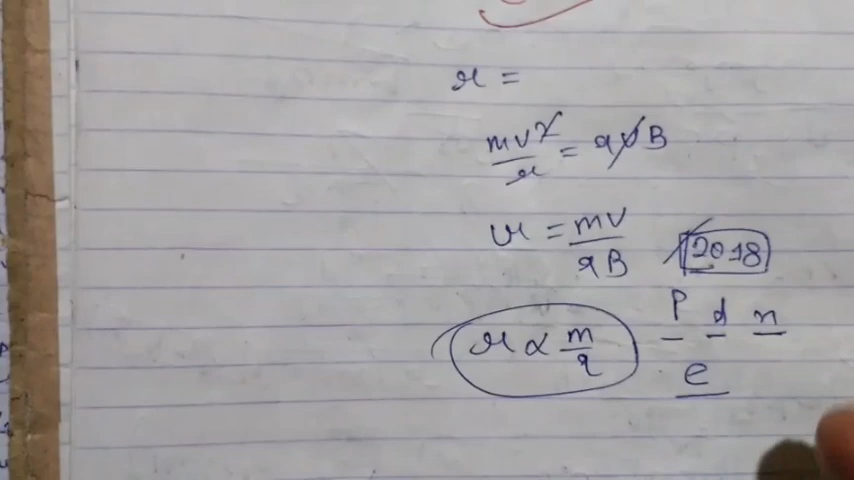 r =
mv²/r = qvB
r = mv/qB 2018
r ∝ m/q P d n
e